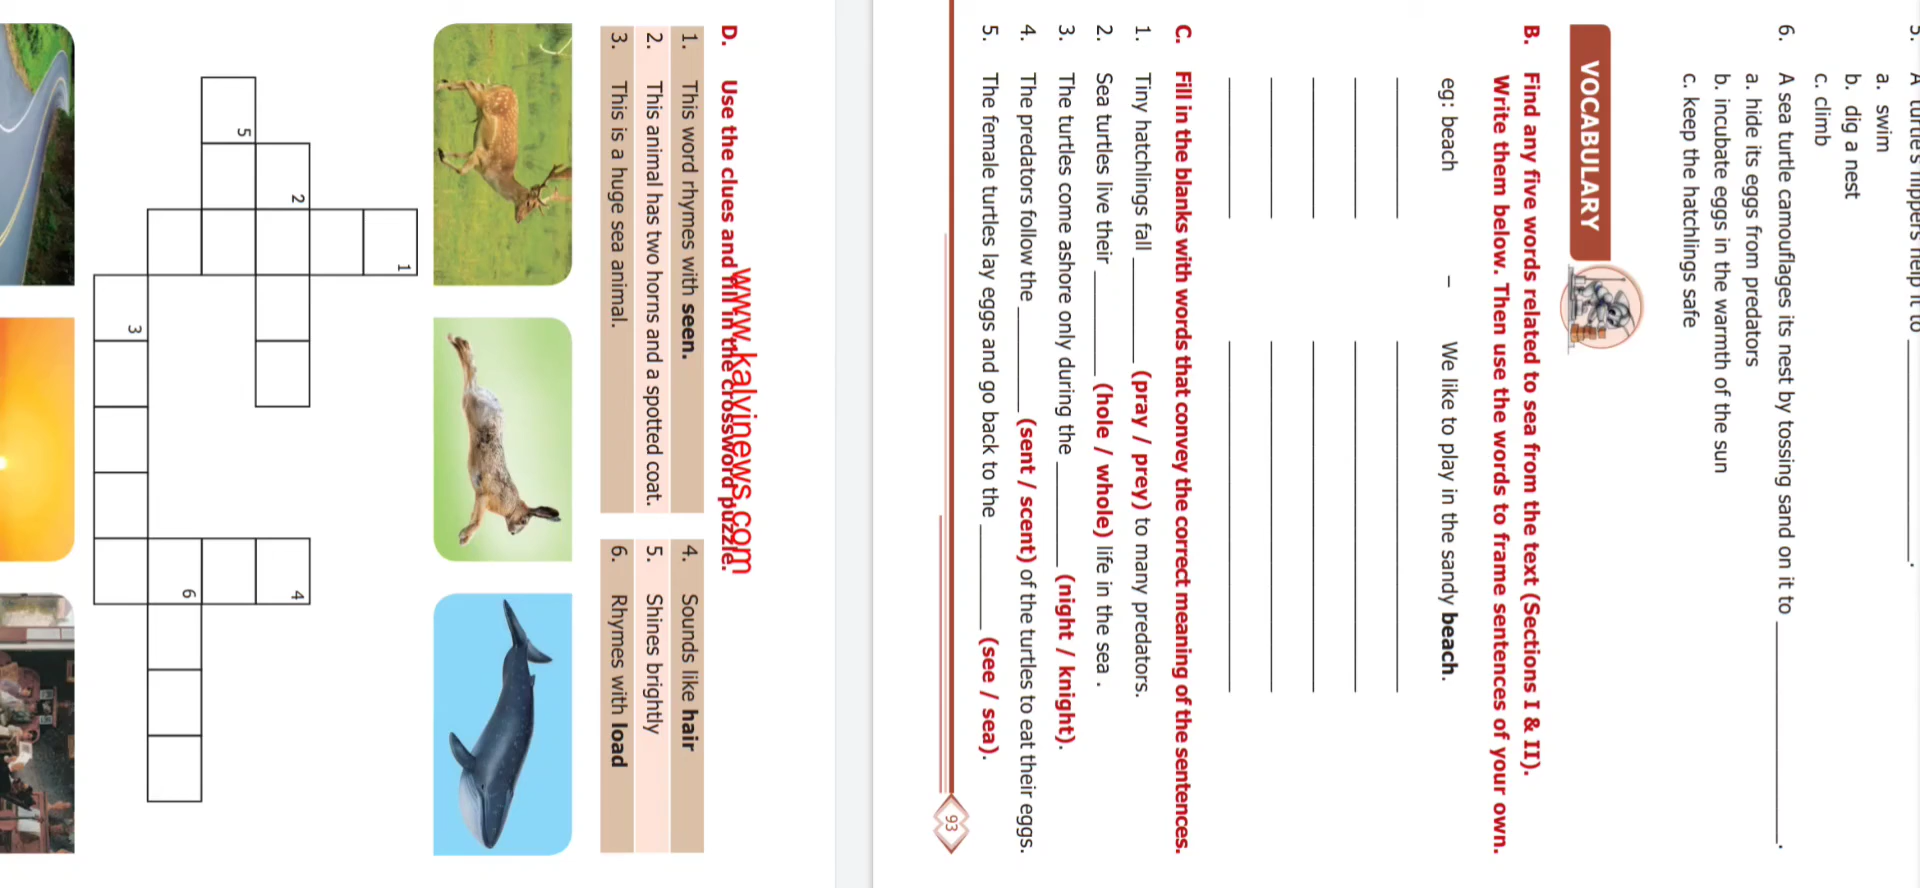 a. swim
b. dig a nest
c. climb
6. A sea turtle camouflages its nest by tossing sand on it to ____________.
a. hide its eggs from predators
b. incubate eggs in the warmth of the sun
c. keep the hatchlings safe
VOCABULARY
B. Find any five words related to sea from the text (Sections I & II).
Write them below. Then use the words to frame sentences of your own.
eg: beach – We like to play in the sandy beach.
C. Fill in the blanks with words that convey the correct meaning of the sentences.
1. Tiny hatchlings fall ________ (pray / prey) to many predators.
2. Sea turtles live their ________ (hole / whole) life in the sea .
3. The turtles come ashore only during the ________ (night / knight).
4. The predators follow the ________ (sent / scent) of the turtles to eat their eggs.
5. The female turtles lay eggs and go back to the ________ (see / sea).
93
www.kalvinews.com
D. Use the clues and fill in the crossword puzzle.
1. This word rhymes with seen.
2. This animal has two horns and a spotted coat.
3. This is a huge sea animal.
4. Sounds like hair
5. Shines brightly
6. Rhymes with load
1
2
4
5
6
3